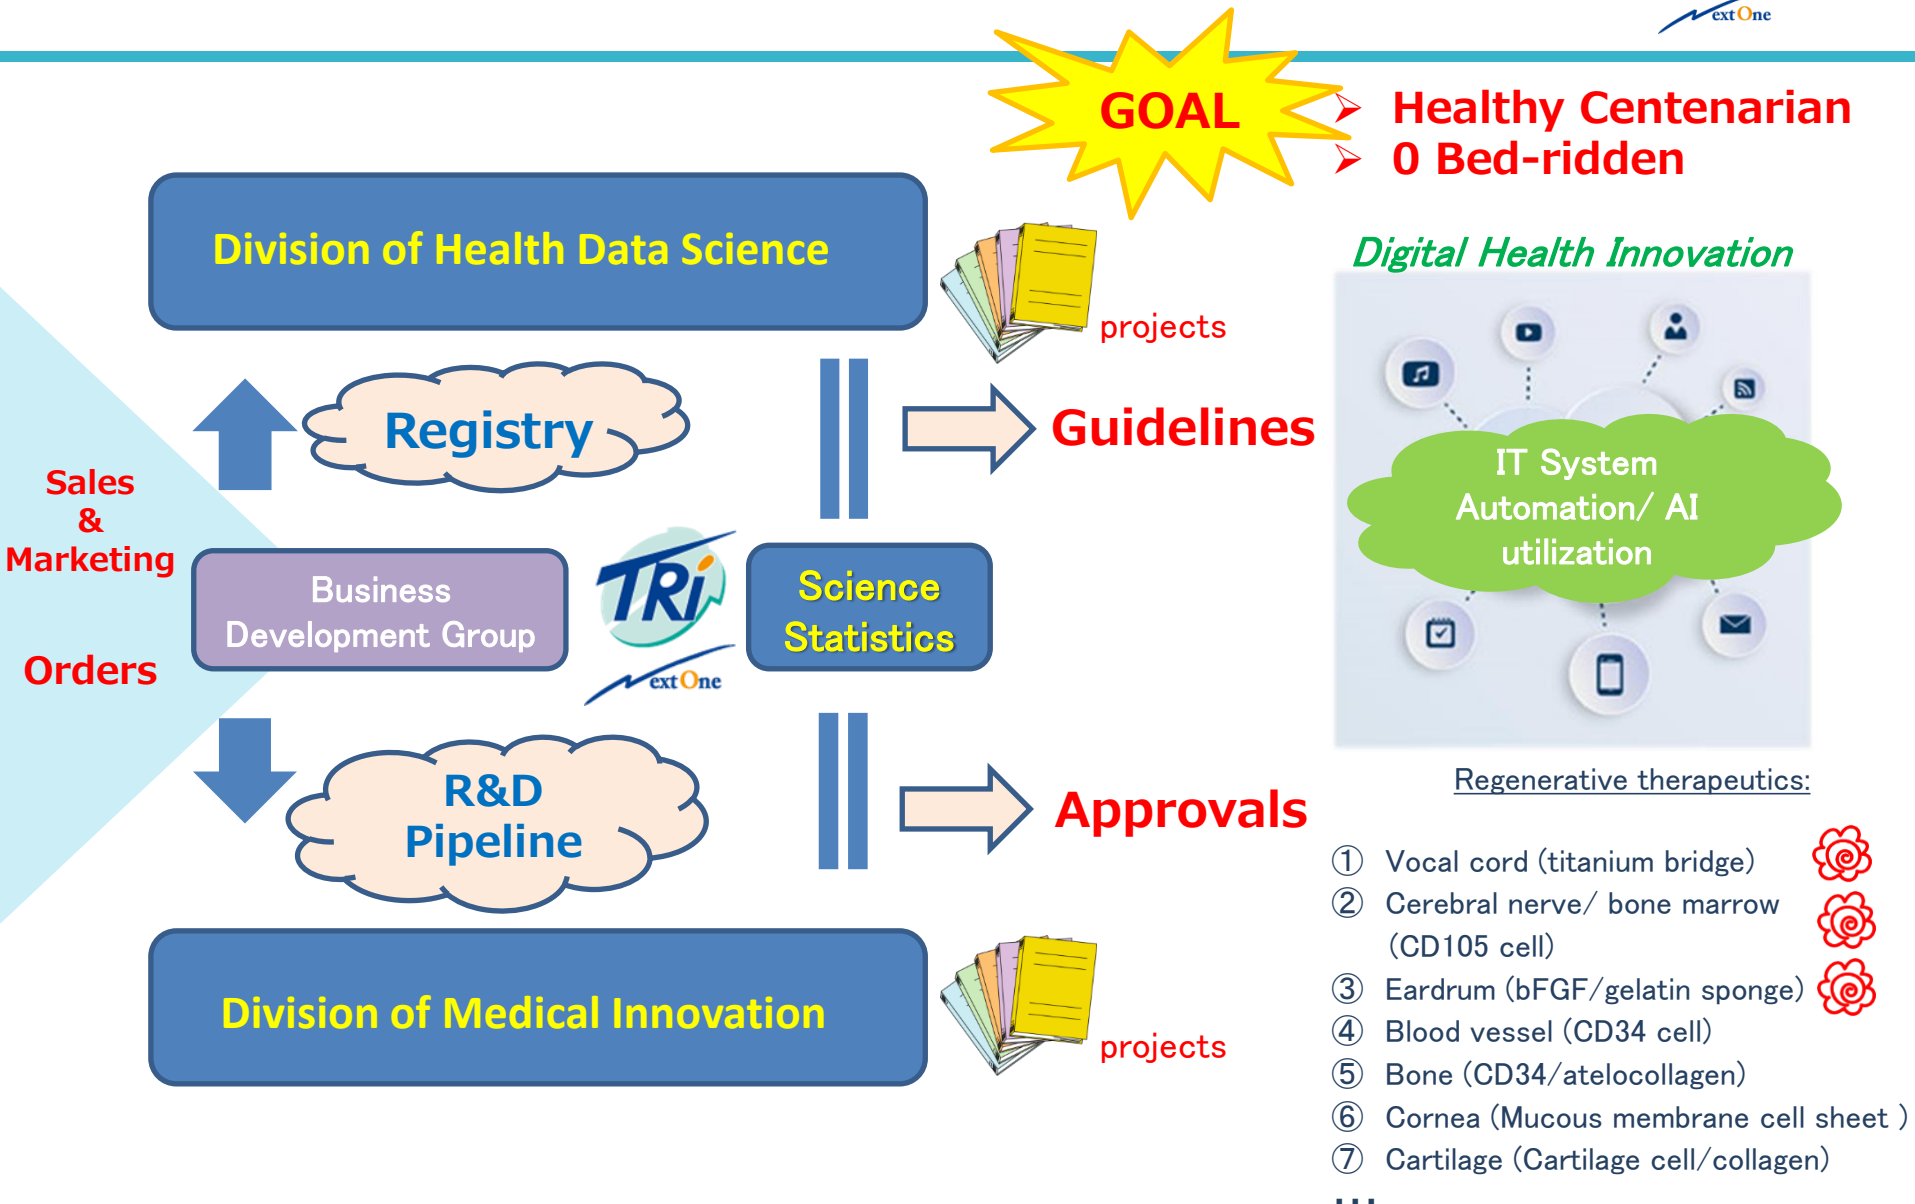 ext One
GOAL
➢ Healthy Centenarian
➢ 0 Bed-ridden
Division of Health Data Science
projects
Digital Health Innovation
Registry
Guidelines
IT System
Automation/ AI
utilization
Sales
&
Marketing
Orders
Business
Development Group
TRi
ext One
Science
Statistics
R&D
Pipeline
Approvals
Division of Medical Innovation
projects
Regenerative therapeutics:
① Vocal cord (titanium bridge)
② Cerebral nerve/ bone marrow
(CD105 cell)
③ Eardrum (bFGF/gelatin sponge)
④ Blood vessel (CD34 cell)
⑤ Bone (CD34/atelocollagen)
⑥ Cornea (Mucous membrane cell sheet )
⑦ Cartilage (Cartilage cell/collagen)
…